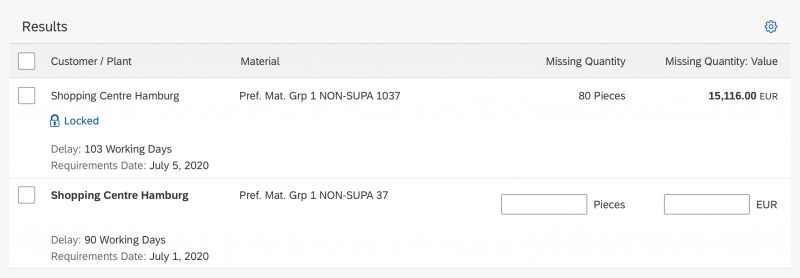 Results
Customer / Plant Material Missing Quantity Missing Quantity: Value
Shopping Centre Hamburg Pref. Mat. Grp 1 NON-SUPA 1037 80 Pieces 15,116.00 EUR
Locked
Delay: 103 Working Days
Requirements Date: July 5, 2020
Shopping Centre Hamburg Pref. Mat. Grp 1 NON-SUPA 37
Pieces EUR
Delay: 90 Working Days
Requirements Date: July 1, 2020